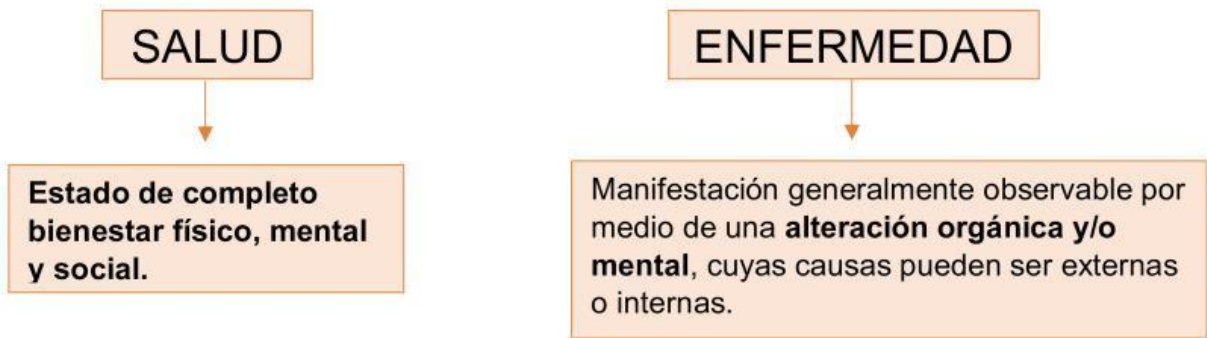 SALUD
Estado de completo
bienestar físico, mental
y social.
ENFERMEDAD
Manifestación generalmente observable por
medio de una alteración orgánica y/o
mental, cuyas causas pueden ser externas
o internas.